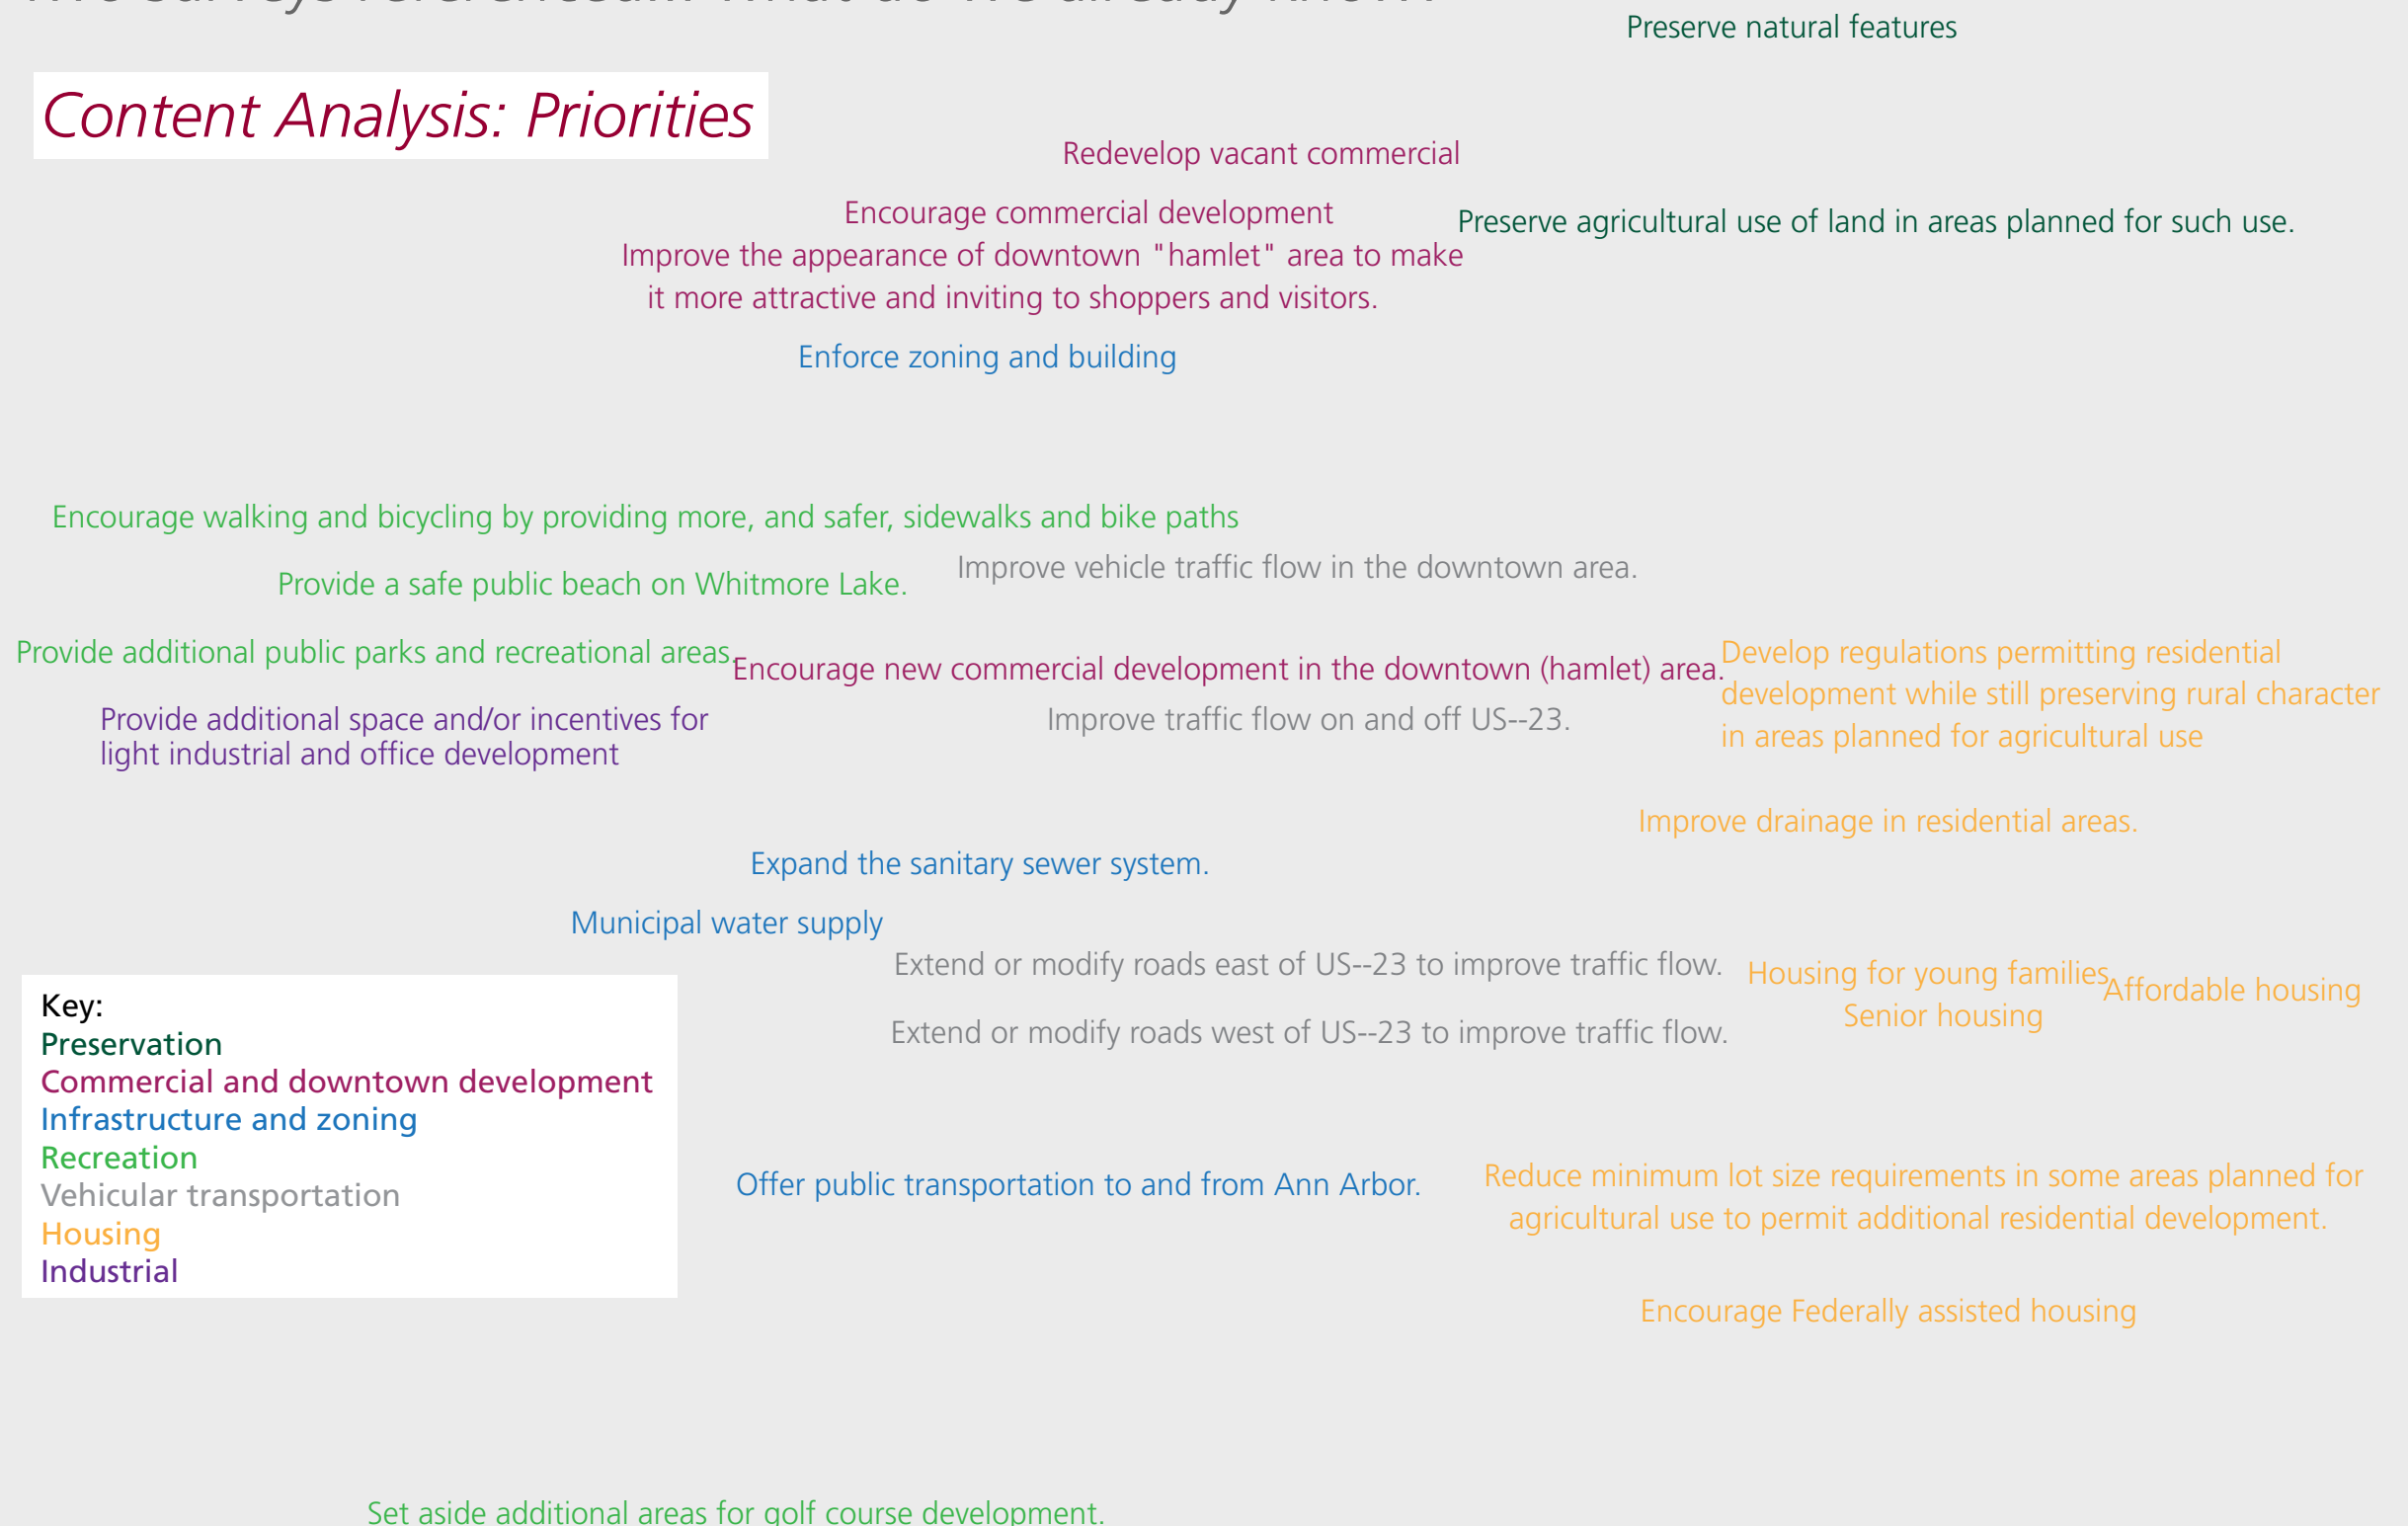 Two surveys referenced... What do we already know?
Preserve natural features
Content Analysis: Priorities
Redevelop vacant commercial
Encourage commercial development
Preserve agricultural use of land in areas planned for such use.
Improve the appearance of downtown "hamlet" area to make
it more attractive and inviting to shoppers and visitors.
Enforce zoning and building
Encourage walking and bicycling by providing more, and safer, sidewalks and bike paths
Improve vehicle traffic flow in the downtown area.
Provide a safe public beach on Whitmore Lake.
Provide additional public parks and recreational areas.
Encourage new commercial development in the downtown (hamlet) area.
Develop regulations permitting residential
development while still preserving rural character
in areas planned for agricultural use
Provide additional space and/or incentives for
light industrial and office development
Improve traffic flow on and off US--23.
Improve drainage in residential areas.
Expand the sanitary sewer system.
Municipal water supply
Extend or modify roads east of US--23 to improve traffic flow.
Housing for young families
Affordable housing
Senior housing
Extend or modify roads west of US--23 to improve traffic flow.
Key:
Preservation
Commercial and downtown development
Infrastructure and zoning
Recreation
Vehicular transportation
Housing
Industrial
Offer public transportation to and from Ann Arbor.
Reduce minimum lot size requirements in some areas planned for
agricultural use to permit additional residential development.
Encourage Federally assisted housing
Set aside additional areas for golf course development.